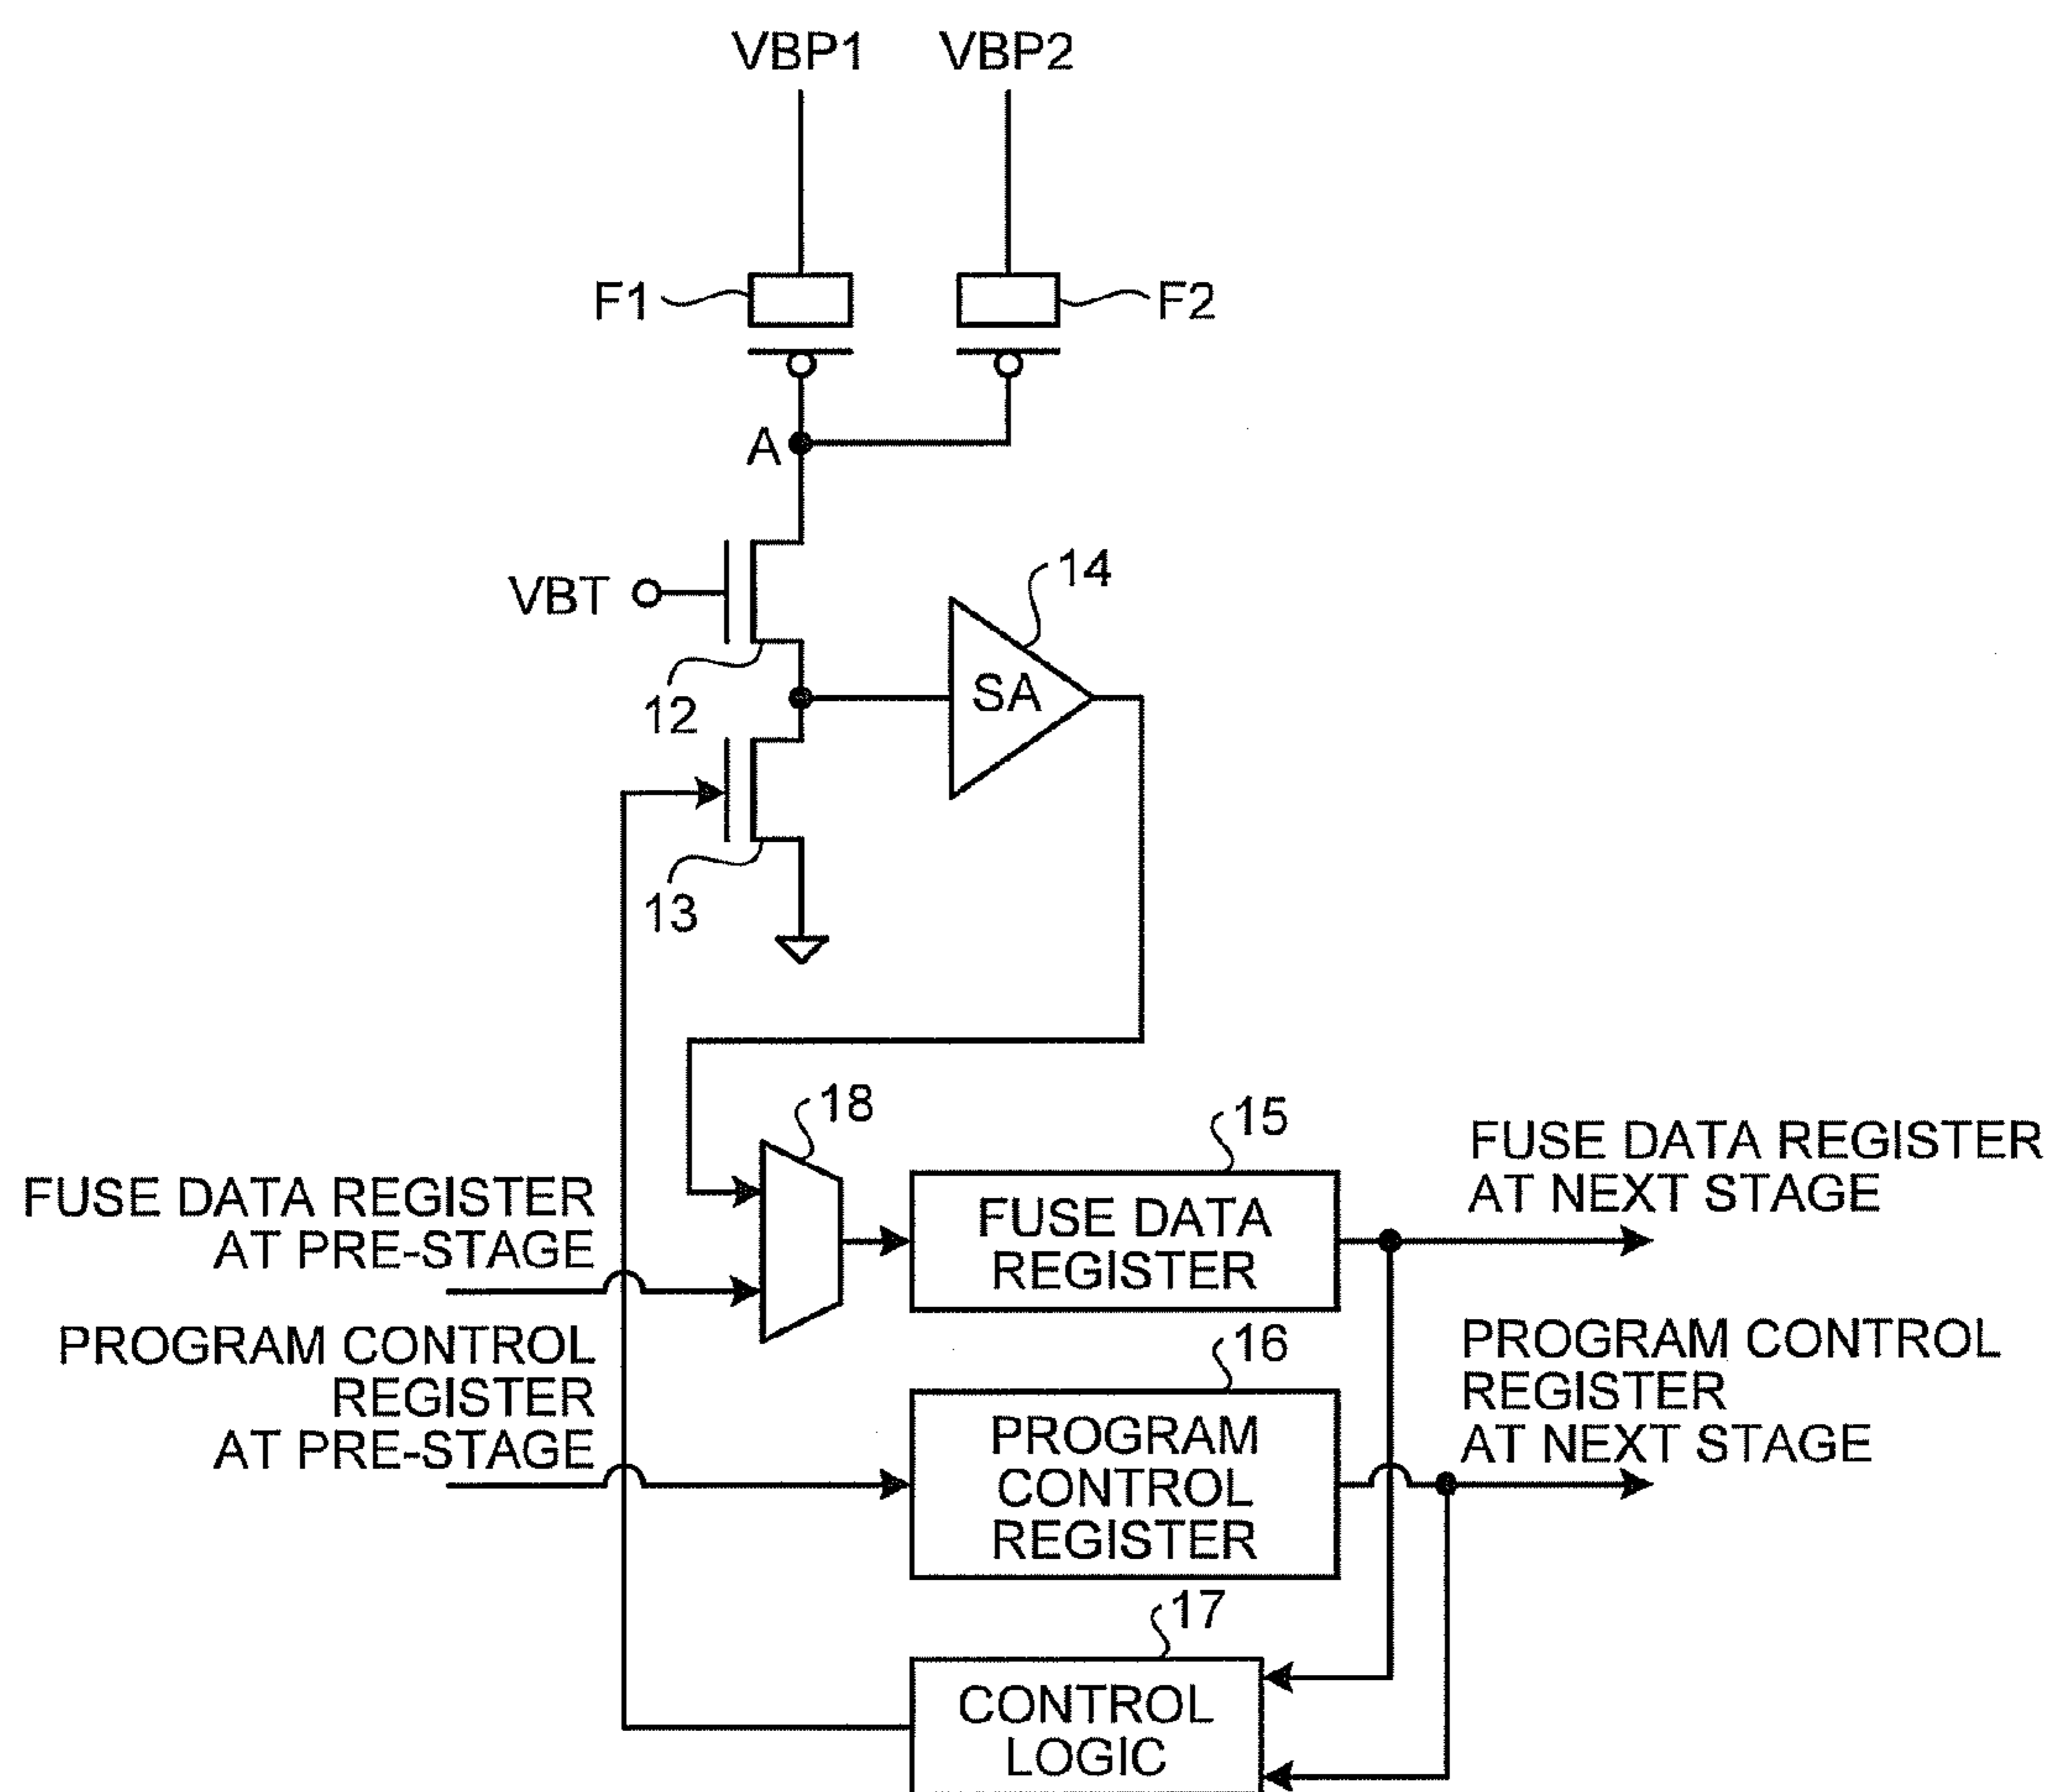 VBP1 VBP2
F1 F2
A
VBT
14
SA
12
13
18
15
FUSE DATA REGISTER
AT NEXT STAGE
FUSE DATA REGISTER
AT PRE-STAGE
FUSE DATA
REGISTER
PROGRAM CONTROL
REGISTER
AT PRE-STAGE
16
PROGRAM CONTROL
REGISTER
AT NEXT STAGE
PROGRAM
CONTROL
REGISTER
17
CONTROL
LOGIC